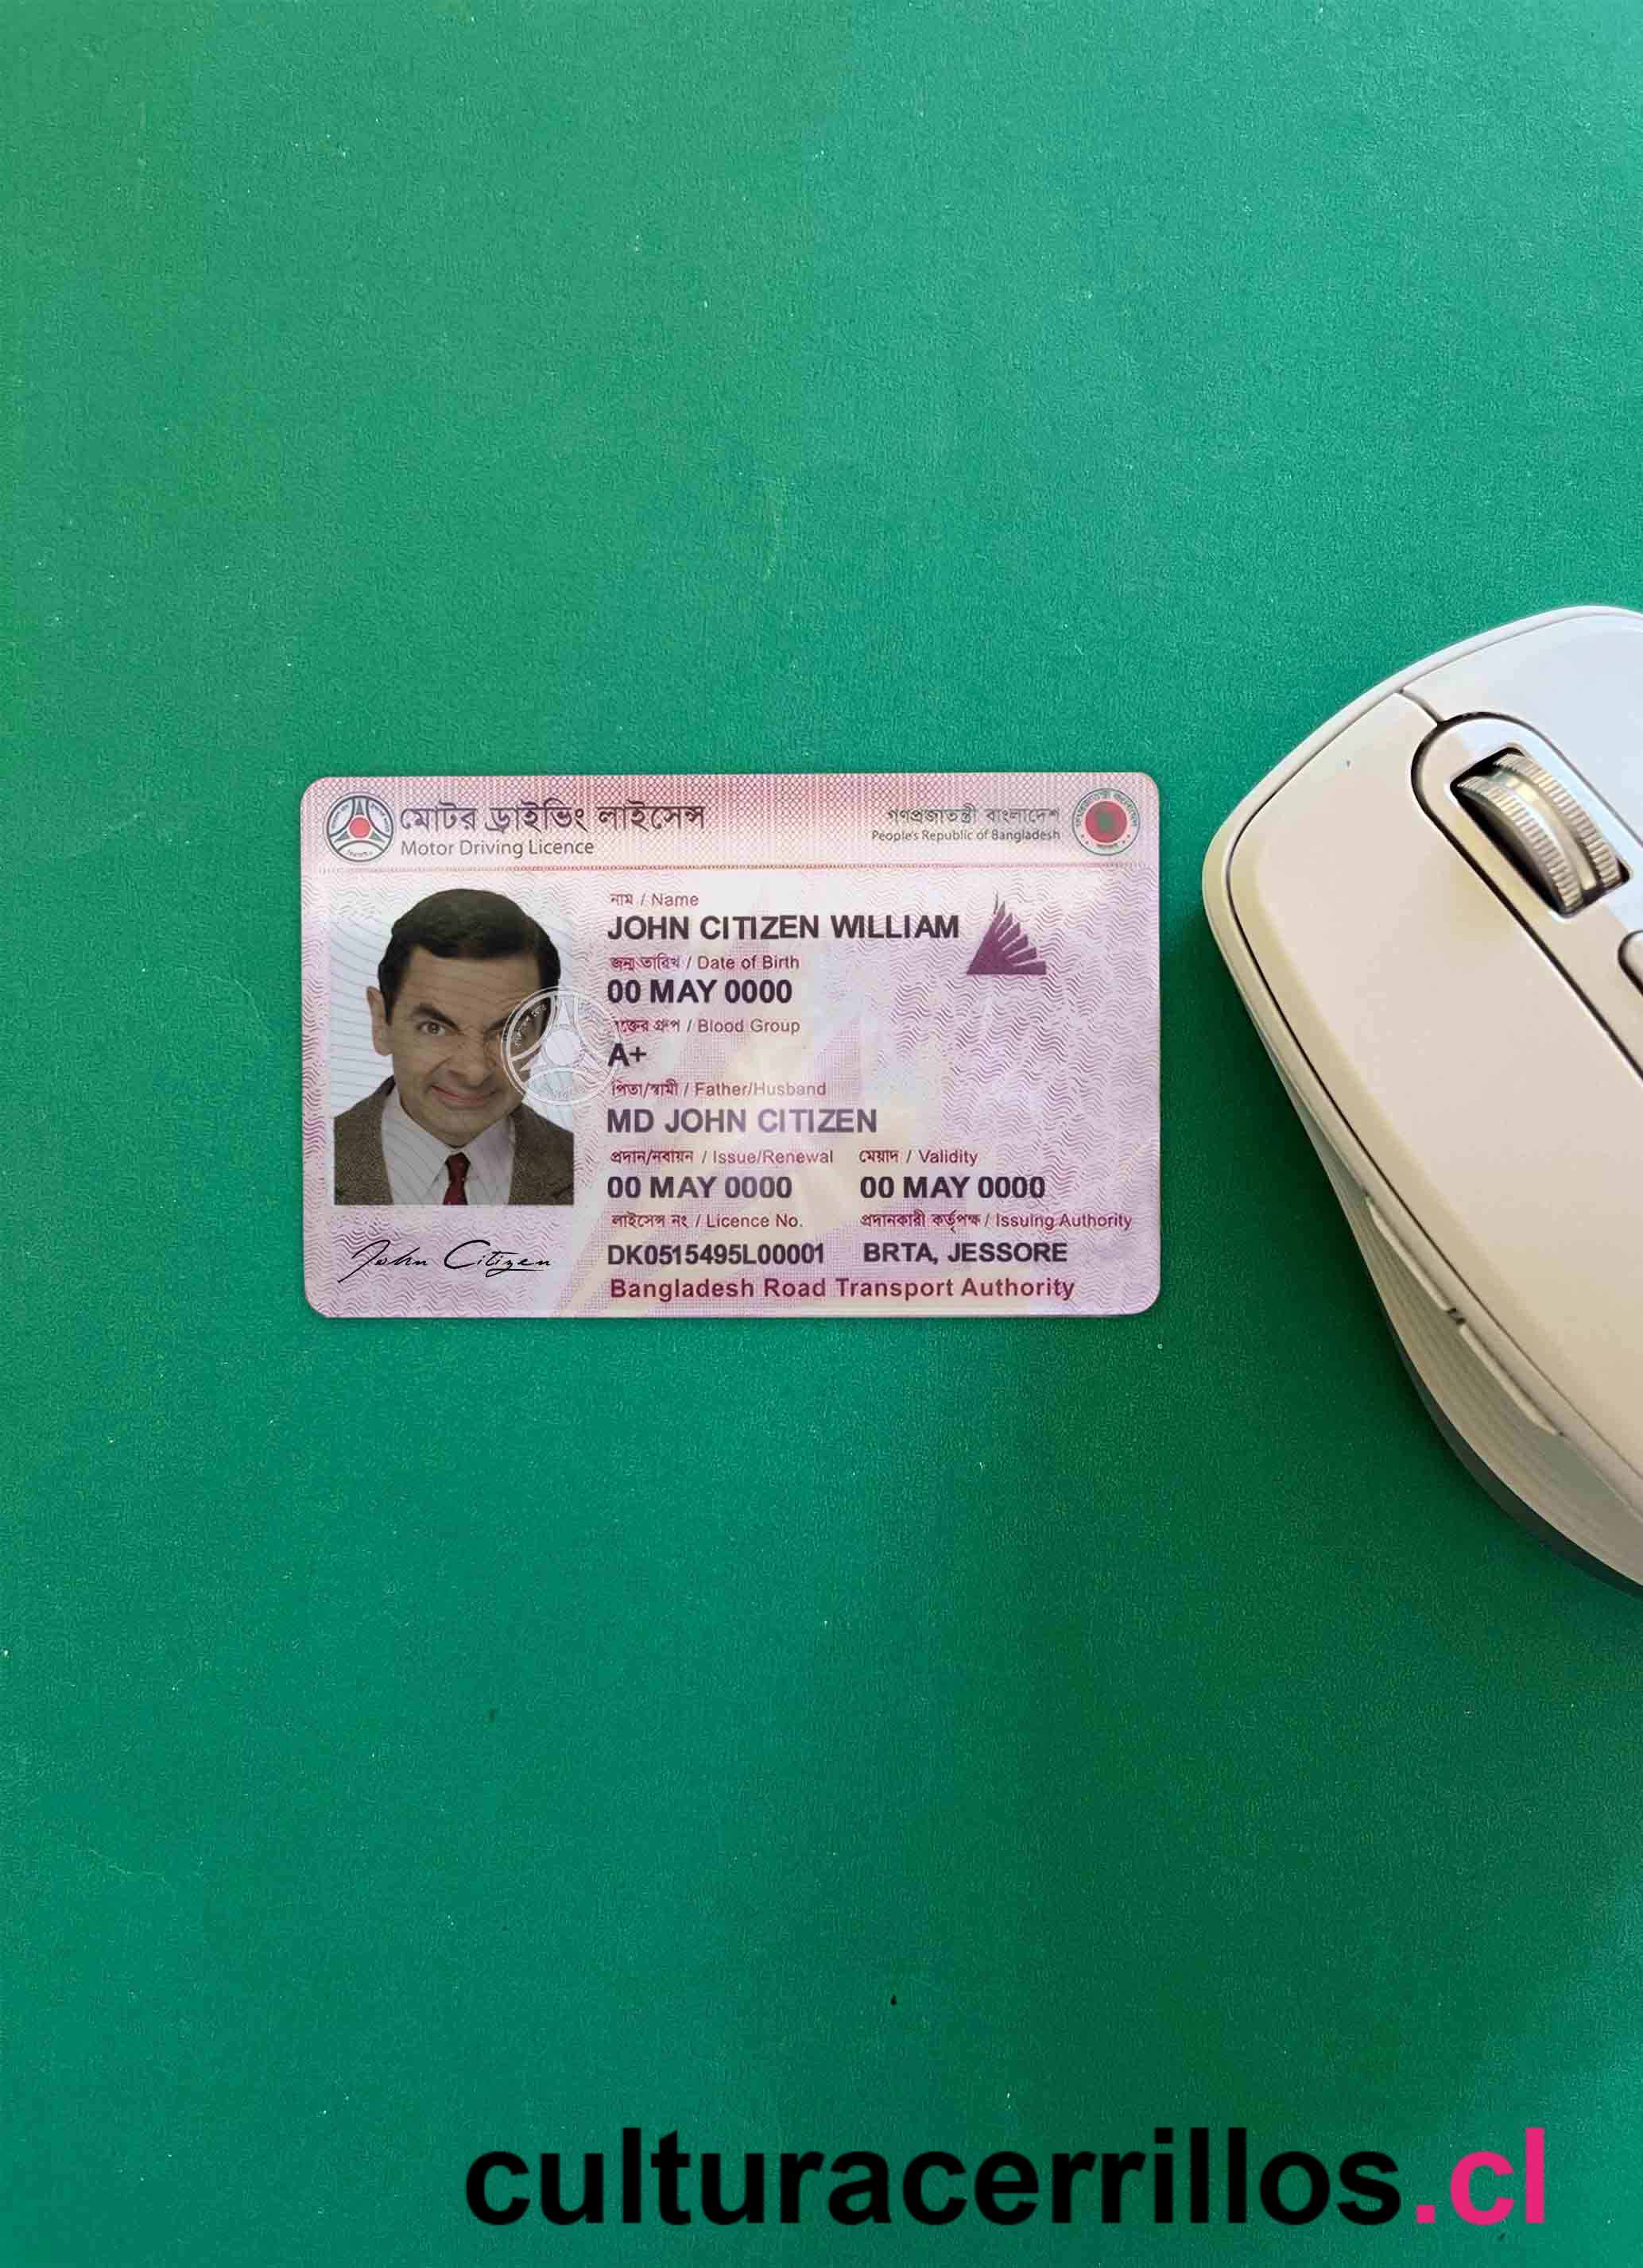 মোটর ড্রাইভিং লাইসেন্স
Motor Driving Licence
গণপ্রজাতন্ত্রী বাংলাদেশ
People's Republic of Bangladesh
নাম / Name
JOHN CITIZEN WILLIAM
জন্ম তারিখ / Date of Birth
00 MAY 0000
রক্তের গ্রুপ / Blood Group
A+
পিতা/স্বামী / Father/Husband
MD JOHN CITIZEN
প্রদান/নবায়ন / Issue/Renewal মেয়াদ / Validity
00 MAY 0000 00 MAY 0000
লাইসেন্স নং / Licence No. প্রদানকারী কর্তৃপক্ষ / Issuing Authority
DK0515495L00001 BRTA, JESSORE
Bangladesh Road Transport Authority
John Citizen
culturacerrillos.cl